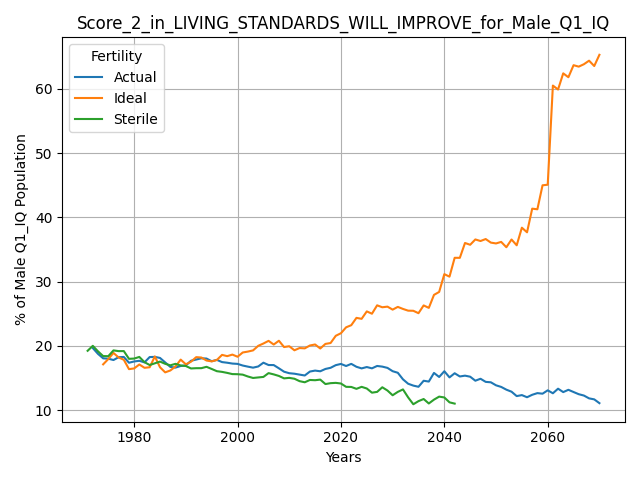 Score_2_in_LIVING_STANDARDS_WILL_IMPROVE_for_Male_Q1_IQ
Fertility
Actual
Ideal
Sterile
% of Male Q1_IQ Population
60
50
40
30
20
10
1980
2000
2020
2040
2060
Years